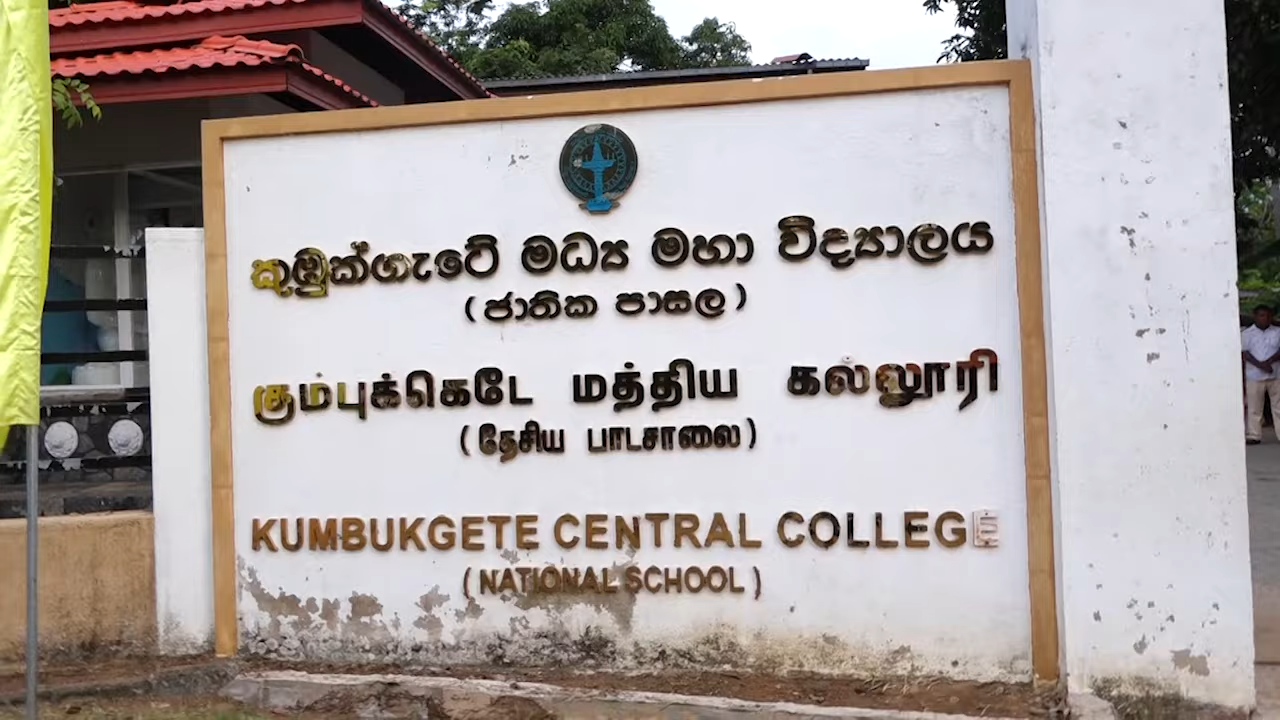 කුඹුක්ගැටේ මධ්‍ය මහා විද්‍යාලය
(ජාතික පාසල)
கும்புக்கெடே மத்திய கல்லூரி
(தேசிய பாடசாலை)
KUMBUKGETE CENTRAL COLLEGE
(NATIONAL SCHOOL)